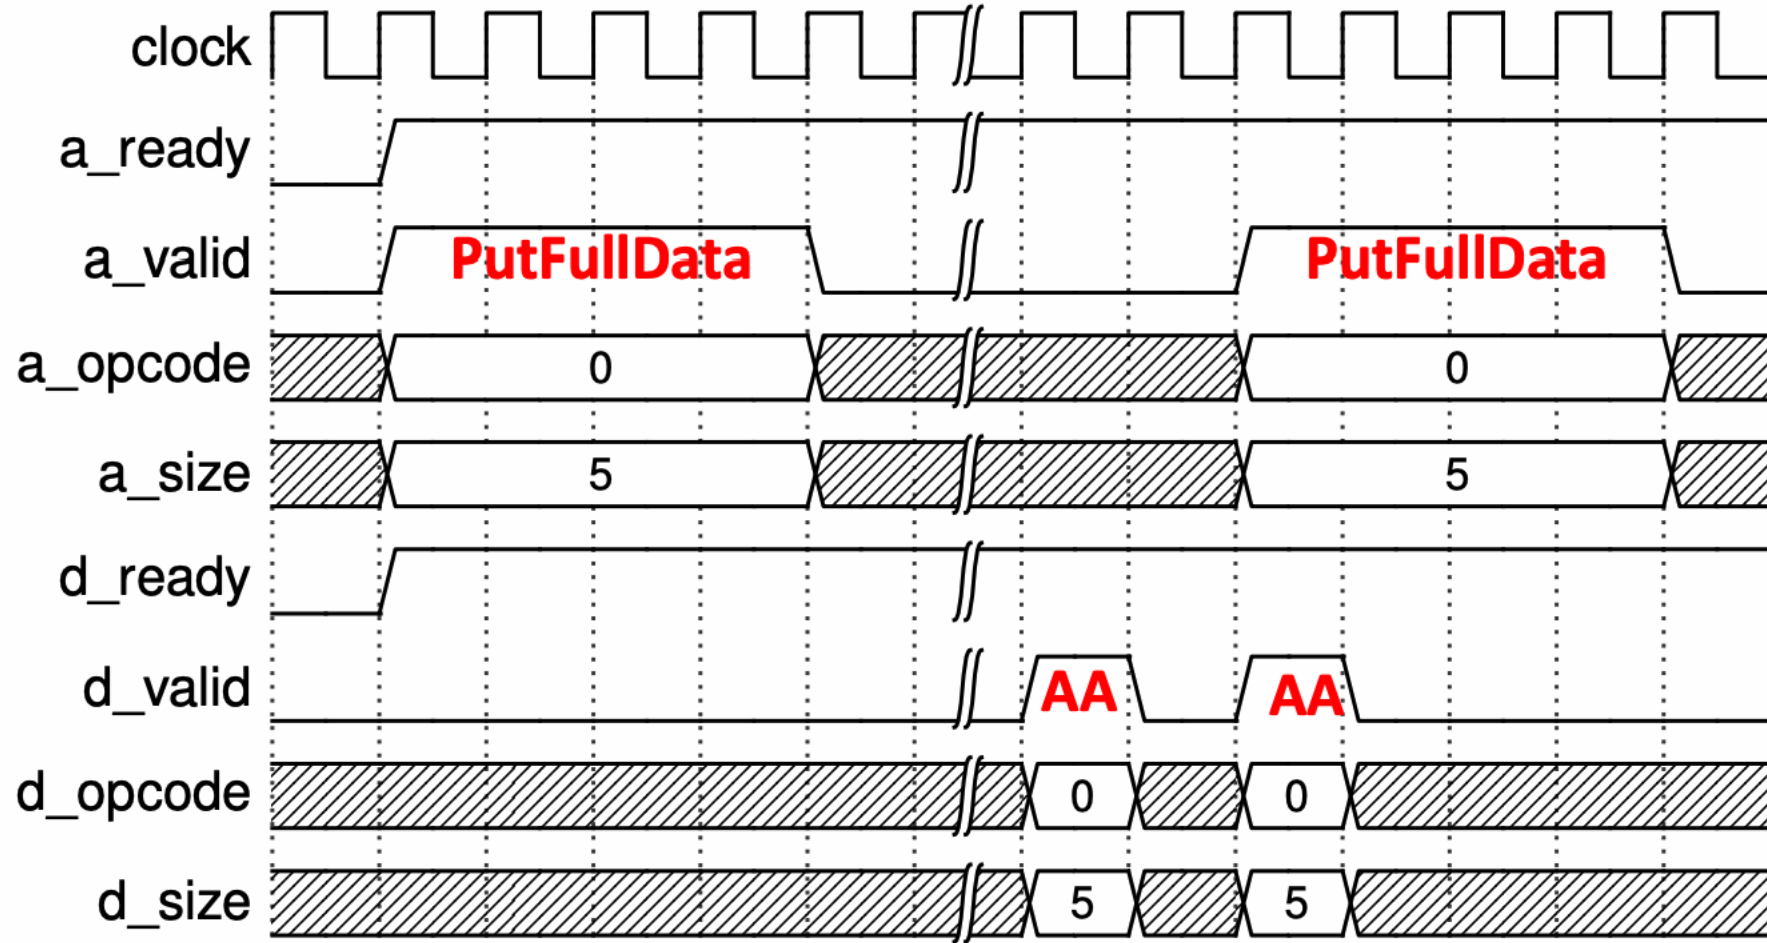 clock
a_ready
a_valid PutFullData PutFullData
a_opcode 0 0
a_size 5 5
d_ready
d_valid AA AA
d_opcode 0 0
d_size 5 5